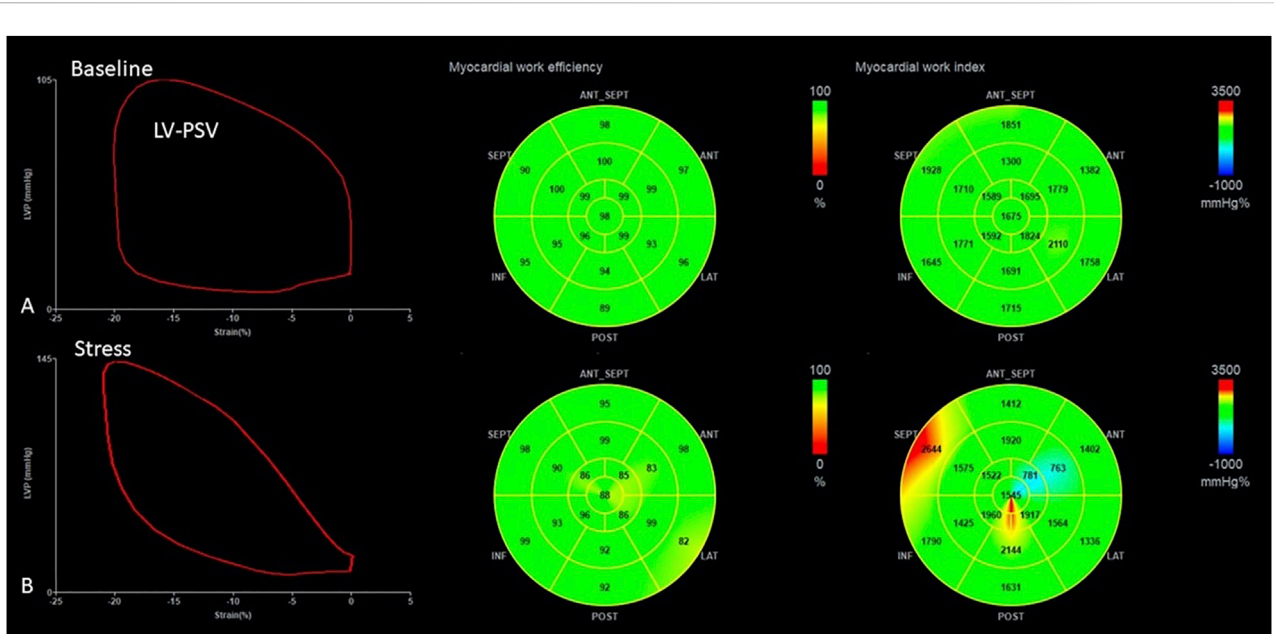 Baseline
Myocardial work efficiency
Myocardial work index
105
LV-PSV
LVP (mmHg)
A
0
-25 -20 -15 -10 -5 0 5
Strain(%)
ANT_SEPT
SEPT
ANT
98
90
97
100
100
99
99
99
98
96
99
95
93
95
96
94
89
INF
LAT
POST
100
0
%
ANT_SEPT
SEPT
ANT
1851
1928
1382
1300
1710
1779
1589
1695
1675
1592
1824
1771
2110
1645
1758
1691
1715
INF
LAT
POST
3500
-1000
mmHg%
Stress
145
LVP (mmHg)
B
0
-25 -20 -15 -10 -5 0 5
Strain(%)
ANT_SEPT
SEPT
ANT
95
98
98
99
90
83
86
85
88
96
86
93
99
99
82
92
92
INF
LAT
POST
100
0
%
ANT_SEPT
SEPT
ANT
1412
2644
1402
1920
1575
763
1522
781
1545
1960
1917
1425
1564
1790
1336
2144
1631
INF
LAT
POST
3500
-1000
mmHg%